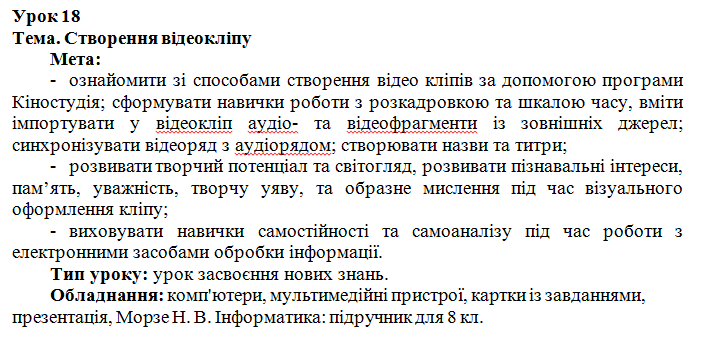 Урок 18
Тема. Створення відеокліпу
Мета:
- ознайомити зі способами створення відео кліпів за допомогою програми
Кіностудія; сформувати навички роботи з розкадровкою та шкалою часу, вміти
імпортувати у відеокліп аудіо- та відеофрагменти із зовнішніх джерел;
синхронізувати відеоряд з аудіорядом; створювати назви та титри;
- розвивати творчий потенціал та світогляд, розвивати пізнавальні інтереси,
пам’ять, уважність, творчу уяву, та образне мислення під час візуального
оформлення кліпу;
- виховувати навички самостійності та самоаналізу під час роботи з
електронними засобами обробки інформації.
Тип уроку: урок засвоєння нових знань.
Обладнання: комп'ютери, мультимедійні пристрої, картки із завданнями,
презентація, Морзе Н. В. Інформатика: підручник для 8 кл.